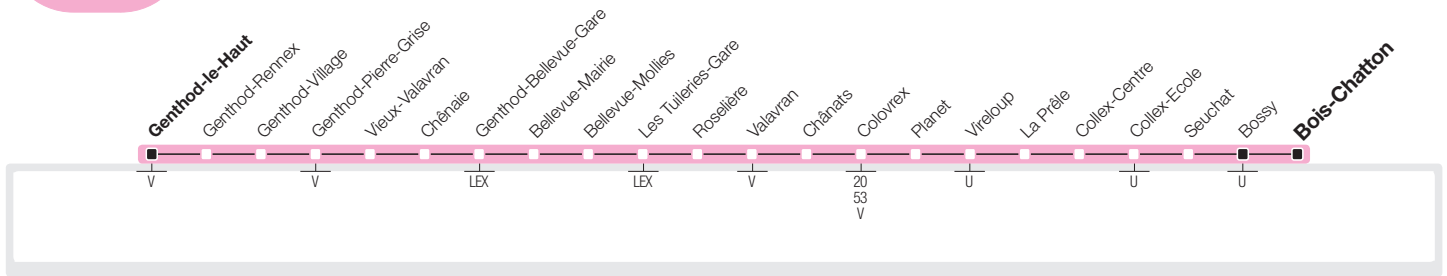 Genthod-le-Haut
Genthod-Rennex
Genthod-Village
Genthod-Pierre-Grise
Vieux-Valavran
Chênaie
Genthod-Bellevue-Gare
Bellevue-Mairie
Bellevue-Mollies
Les Tuileries-Gare
Roselière
Valavran
Chânats
Colovrex
Planet
Vireloup
La Prêle
Collex-Centre
Collex-Ecole
Seuchat
Bossy
Bois-Chatton
V
V
LEX
LEX
V
20
53
V
U
U
U